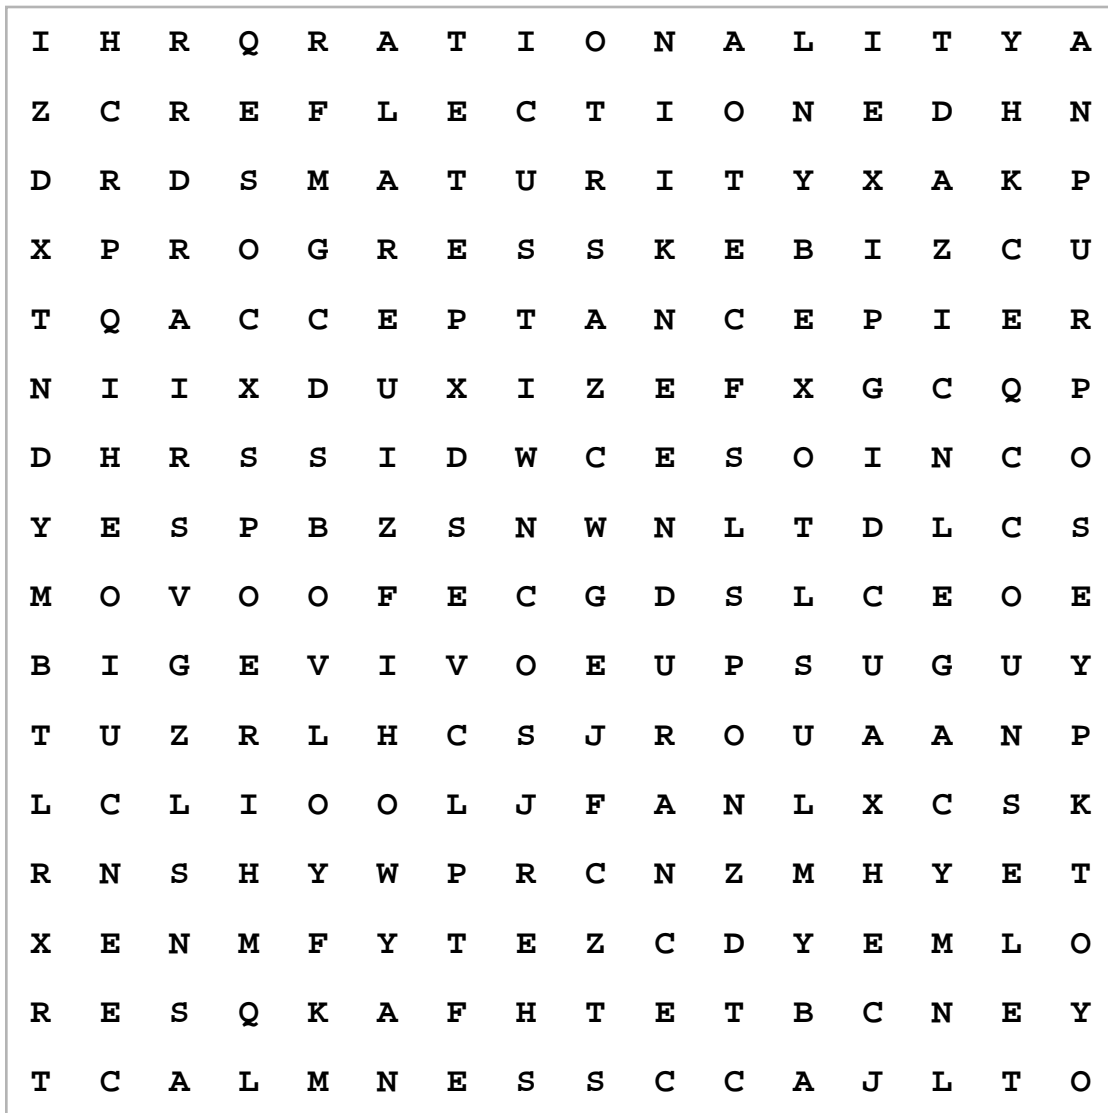 I H R Q R A T I O N A L I T Y A
Z C R E F L E C T I O N E D H N
D R D S M A T U R I T Y X A K P
X P R O G R E S S K E B I Z C U
T Q A C C E P T A N C E P I E R
N I I X D U X I Z E F X G C Q P
D H R S S I D W C E S O I N C O
Y E S P B Z S N W N L T D L C S
M O V O O F E C G D S L C E O E
B I G E V I V O E U P S U G U Y
T U Z R L H C S J R O U A A N P
L C L I O O L J F A N L X C S K
R N S H Y W P R C N Z M H Y E T
X E N M F Y T E Z C D Y E M L O
R E S Q K A F H T E T B C N E Y
T C A L M N E S S C C A J L T O